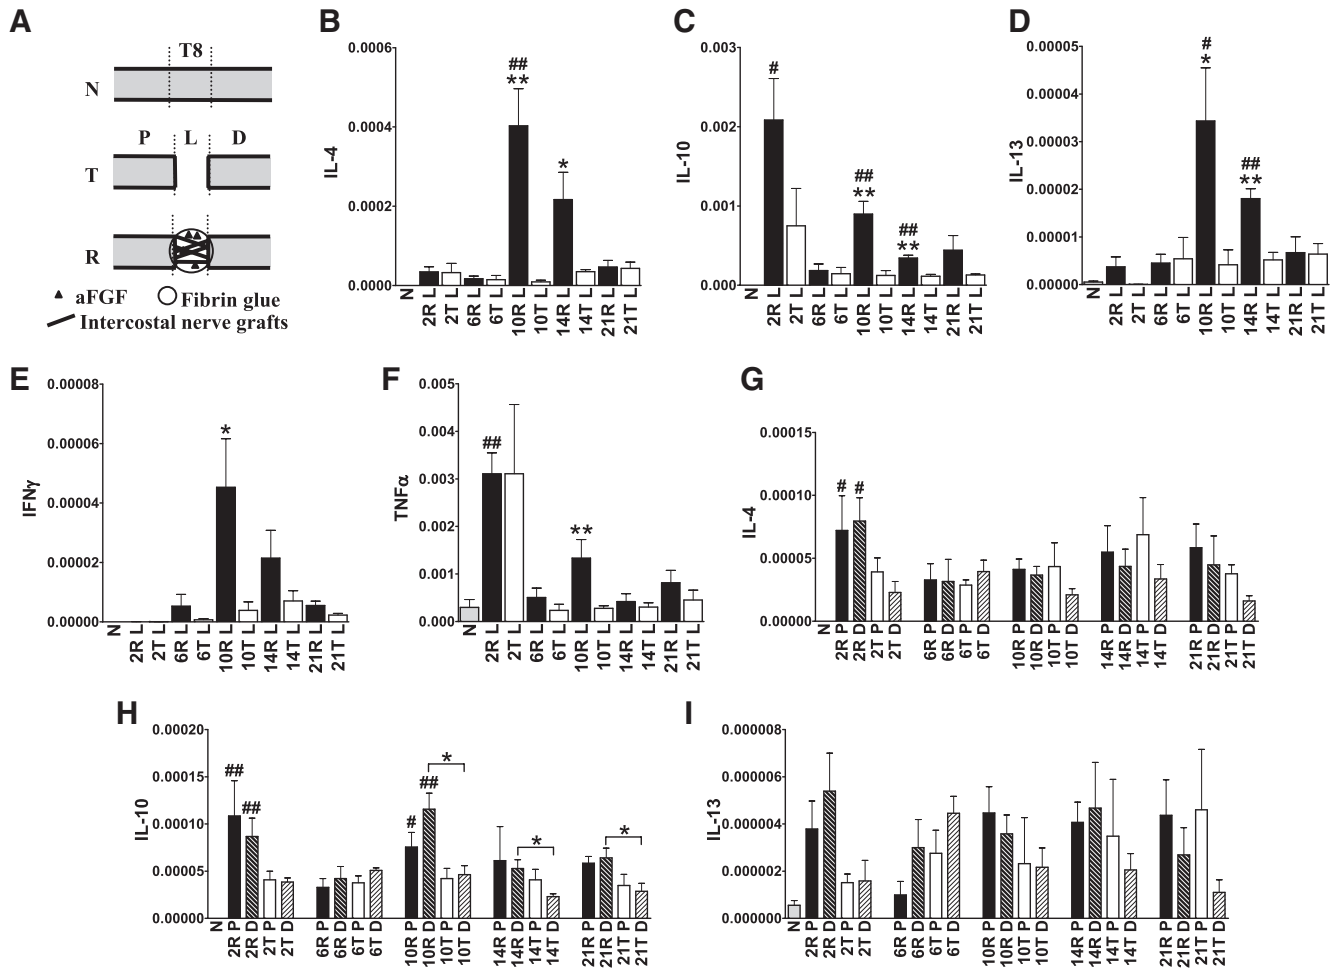 A
T8
N
P L D
T
R
aFGF Fibrin glue
Intercostal nerve grafts
B
IL-4
0.0006
0.0004
0.0002
0.0000
## ** *
N 2R L 2T L 6R L 6T L 10R L 10T L 14R L 14T L 21R L 21T L
C
IL-10
0.003
0.002
0.001
0.000
# ## ** ## **
N 2R L 2T L 6R L 6T L 10R L 10T L 14R L 14T L 21R L 21T L
D
IL-13
0.00005
0.00004
0.00003
0.00002
0.00001
0.00000
# * ## **
N 2R L 2T L 6R L 6T L 10R L 10T L 14R L 14T L 21R L 21T L
E
IFNγ
0.00008
0.00006
0.00004
0.00002
0.00000
*
N 2R L 2T L 6R L 6T L 10R L 10T L 14R L 14T L 21R L 21T L
F
TNFα
0.005
0.004
0.003
0.002
0.001
0.000
## **
N 2R L 2T L 6R L 6T L 10R L 10T L 14R L 14T L 21R L 21T L
G
IL-4
0.00015
0.00010
0.00005
0.00000
# #
N 2R P 2R D 2T P 2T D 6R P 6R D 6T P 6T D 10R P 10R D 10T P 10T D 14R P 14R D 14T P 14T D 21R P 21R D 21T P 21T D
H
IL-10
0.00020
0.00015
0.00010
0.00005
0.00000
## ## # ## * * *
N 2R P 2R D 2T P 2T D 6R P 6R D 6T P 6T D 10R P 10R D 10T P 10T D 14R P 14R D 14T P 14T D 21R P 21R D 21T P 21T D
I
IL-13
0.000008
0.000006
0.000004
0.000002
0.000000
N 2R P 2R D 2T P 2T D 6R P 6R D 6T P 6T D 10R P 10R D 10T P 10T D 14R P 14R D 14T P 14T D 21R P 21R D 21T P 21T D